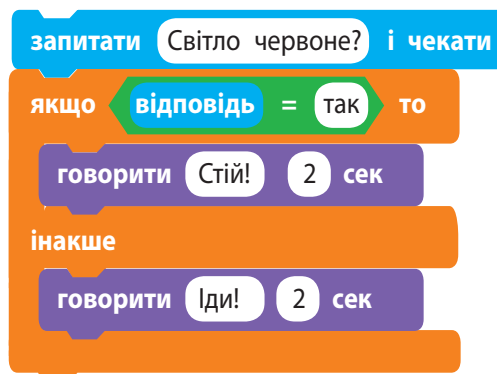 запитати Світло червоне? і чекати
якщо відповідь = так то
говорити Стій! 2 сек
інакше
говорити Іди! 2 сек